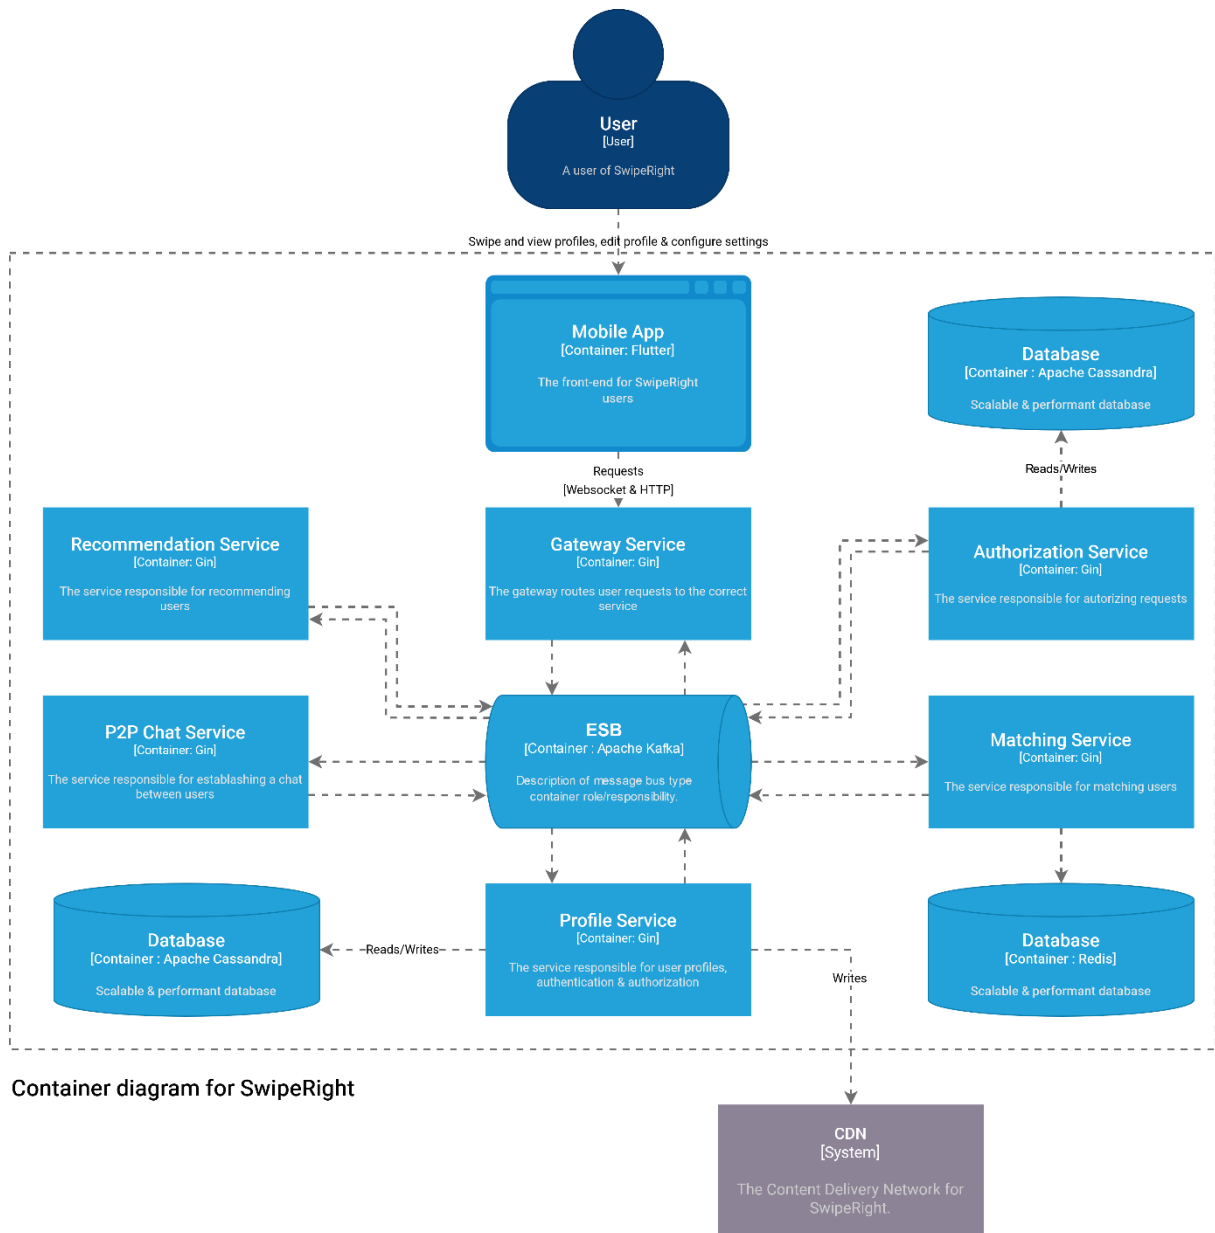 User
[User]
A user of SwipeRight
Swipe and view profiles, edit profile & configure settings
Mobile App
[Container: Flutter]
The front-end for SwipeRight
users
Database
[Container : Apache Cassandra]
Scalable & performant database
Requests
[Websocket & HTTP]
Reads/Writes
Recommendation Service
[Container: Gin]
The service responsible for recommending
users
Gateway Service
[Container: Gin]
The gateway routes user requests to the correct
service
Authorization Service
[Container: Gin]
The service responsible for autorizing requests
P2P Chat Service
[Container: Gin]
The service responsible for establashing a chat
between users
ESB
[Container : Apache Kafka]
Description of message bus type
container role/responsibility.
Matching Service
[Container: Gin]
The service responsible for matching users
Database
[Container : Apache Cassandra]
Scalable & performant database
Reads/Writes
Profile Service
[Container: Gin]
The service responsible for user profiles,
authentication & authorization
Writes
Database
[Container : Redis]
Scalable & performant database
Container diagram for SwipeRight
CDN
[System]
The Content Delivery Network for
SwipeRight.